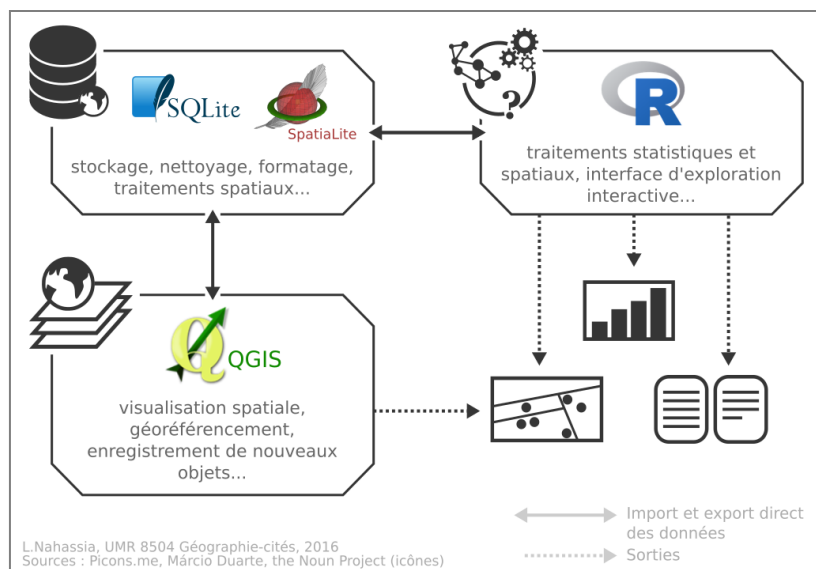 SQLite
SpatiaLite
stockage, nettoyage, formatage,
traitements spatiaux...
?
R
traitements statistiques et
spatiaux, interface d'exploration
interactive...
QGIS
visualisation spatiale,
géoréférencement,
enregistrement de nouveaux
objets...
Import et export direct
des données
Sorties
L.Nahassia, UMR 8504 Géographie-cités, 2016
Sources : Picons.me, Márcio Duarte, the Noun Project (icônes)